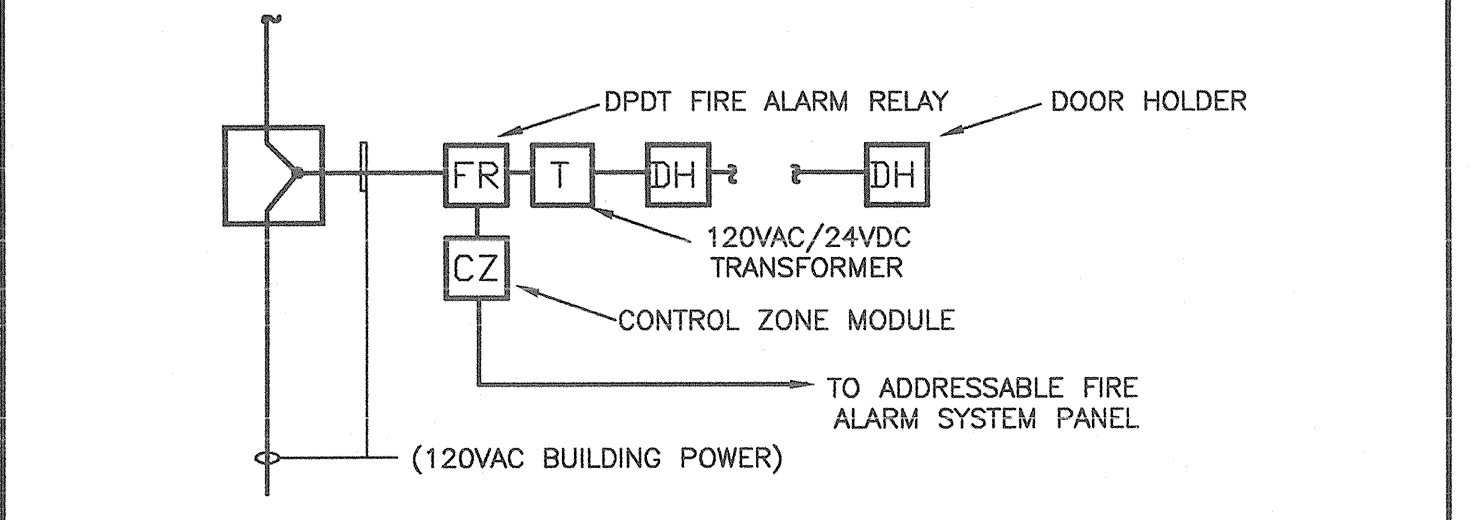 DPDT FIRE ALARM RELAY
DOOR HOLDER
FR
T
DH
DH
120VAC/24VDC
TRANSFORMER
CZ
CONTROL ZONE MODULE
TO ADDRESSABLE FIRE
ALARM SYSTEM PANEL
(120VAC BUILDING POWER)